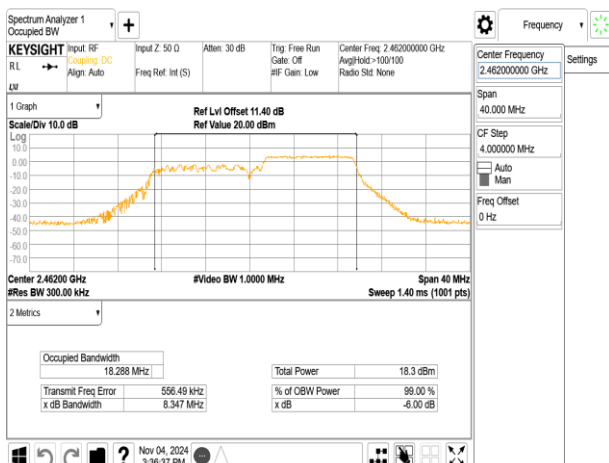 Spectrum Analyzer 1
Occupied BW
Frequency
KEYSIGHT
Input: RF
Input Z: 50 Ω
Atten: 30 dB
Trig: Free Run
Center Freq: 2.462000000 GHz
RL
Coupling: DC
Gate: Off
Avg|Hold:>100/100
Align: Auto
Freq Ref: Int (S)
#IF Gain: Low
Radio Std: None
LXI
Center Frequency
2.462000000 GHz
Settings
Span
40.000 MHz
CF Step
4.000000 MHz
Auto
Man
Freq Offset
0 Hz
1 Graph
Ref Lvl Offset 11.40 dB
Scale/Div 10.0 dB
Ref Value 20.00 dBm
Log
10.0
0.00
-10.0
-20.0
-30.0
-40.0
-50.0
-60.0
-70.0
Center 2.46200 GHz
#Video BW 1.0000 MHz
Span 40 MHz
#Res BW 300.00 kHz
Sweep 1.40 ms (1001 pts)
2 Metrics
Occupied Bandwidth
18.288 MHz
Total Power
18.3 dBm
Transmit Freq Error
556.49 kHz
% of OBW Power
99.00 %
x dB Bandwidth
8.347 MHz
x dB
-6.00 dB
?
Nov 04, 2024
3:36:37 PM